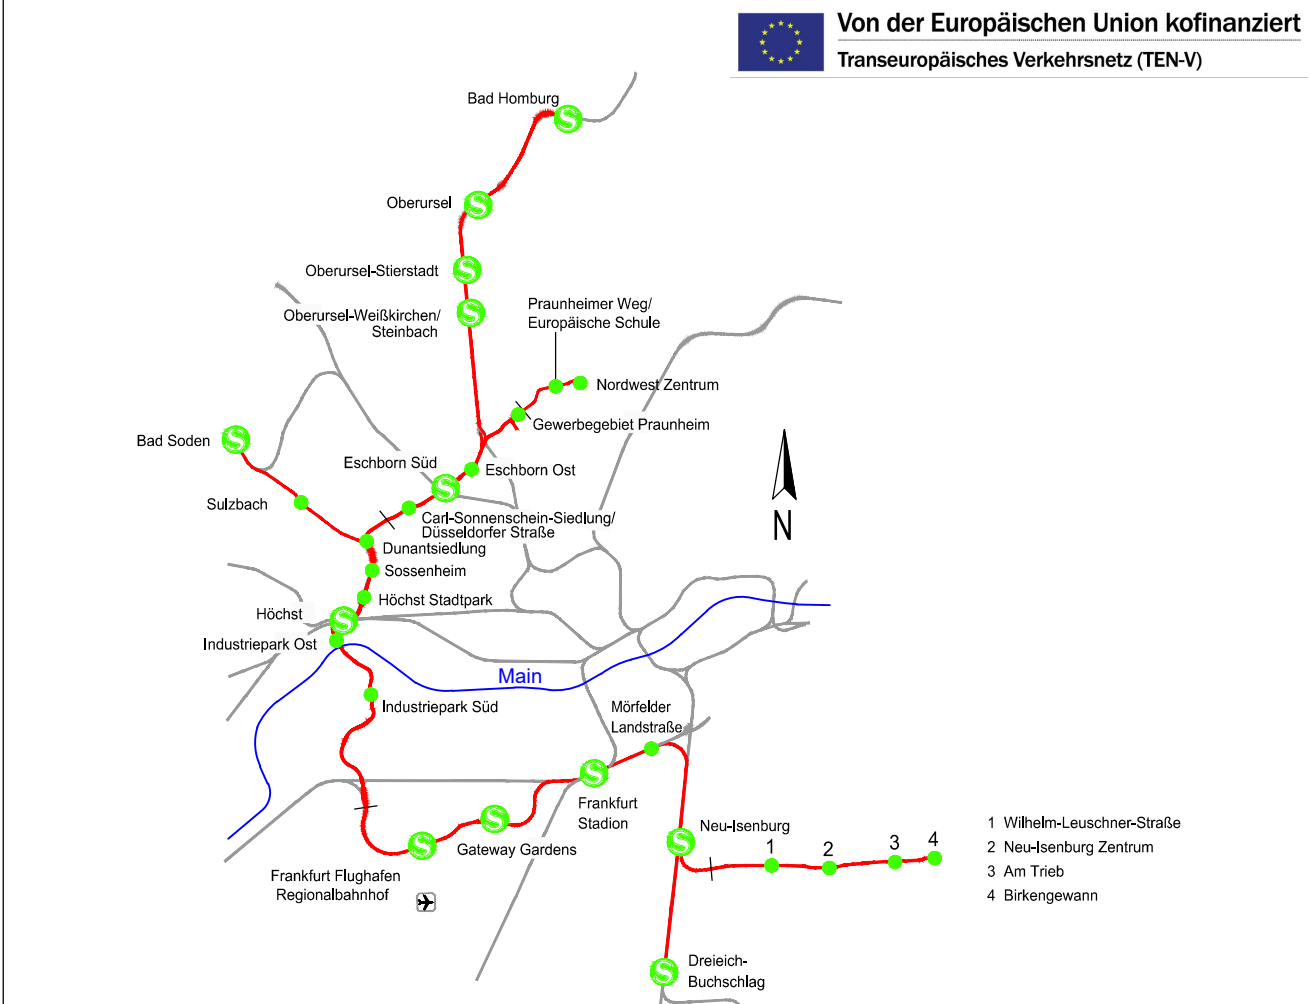 Von der Europäischen Union kofinanziert
Transeuropäisches Verkehrsnetz (TEN-V)
Bad Homburg
S
Oberursel
S
Oberursel-Stierstadt
S
Oberursel-Weißkirchen/
Steinbach
S
Praunheimer Weg/
Europäische Schule
Nordwest Zentrum
Gewerbegebiet Praunheim
Bad Soden
S
Eschborn Süd
S
Eschborn Ost
Sulzbach
Carl-Sonnenschein-Siedlung/
Düsseldorfer Straße
N
Dunantsiedlung
Sossenheim
Höchst Stadtpark
Höchst
S
Industriepark Ost
Main
Industriepark Süd
Mörfelder
Landstraße
S
Frankfurt
Stadion
S
Gateway Gardens
S
Frankfurt Flughafen
Regionalbahnhof
Neu-Isenburg
S
1
2
3
4
1 Wilhelm-Leuschner-Straße
2 Neu-Isenburg Zentrum
3 Am Trieb
4 Birkengewann
S
Dreieich-
Buchschlag